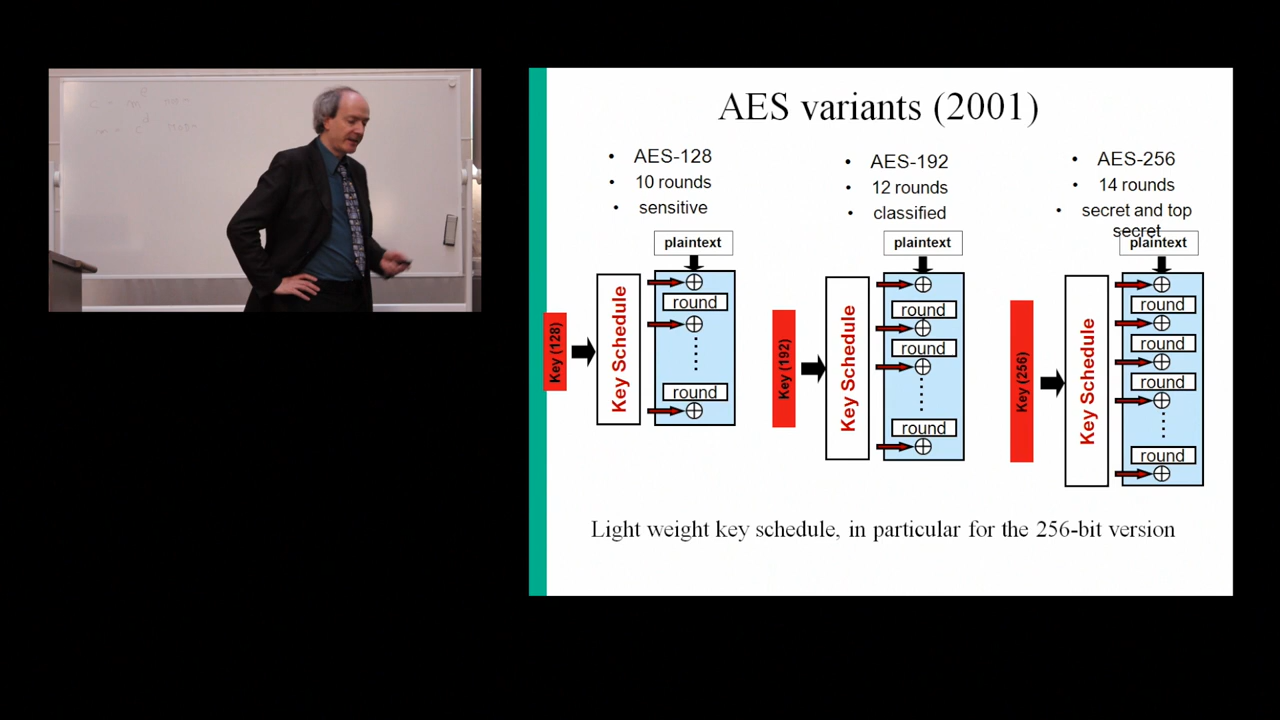 AES variants (2001)
• AES-128
• 10 rounds
• sensitive
plaintext
Key (128)
Key Schedule
round
round
• AES-192
• 12 rounds
• classified
plaintext
Key (192)
Key Schedule
round
round
round
• AES-256
• 14 rounds
• secret and top
secret
plaintext
Key (256)
Key Schedule
round
round
round
round
Light weight key schedule, in particular for the 256-bit version